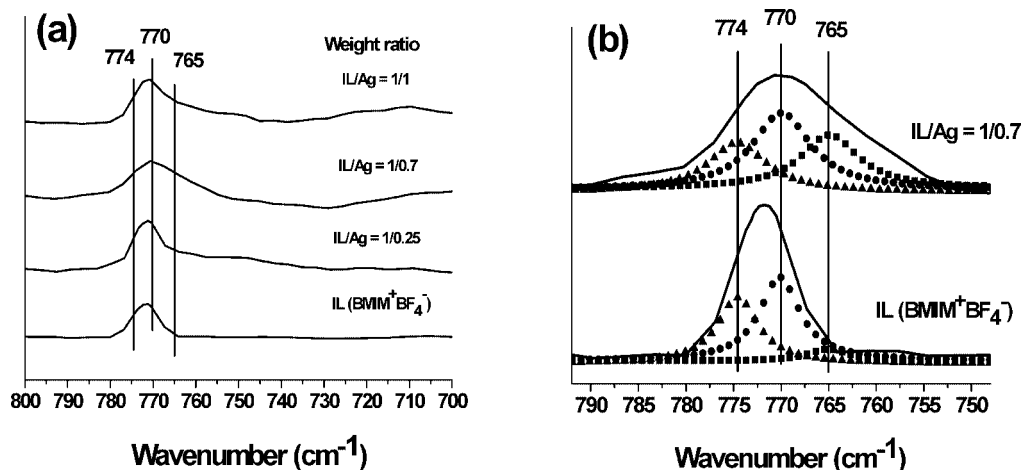 (a)
774 770 765
Weight ratio
IL/Ag = 1/1
IL/Ag = 1/0.7
IL/Ag = 1/0.25
IL (BMIM⁺BF₄⁻)
800 790 780 770 760 750 740 730 720 710 700
Wavenumber (cm⁻¹)
(b)
774 770 765
IL/Ag = 1/0.7
IL (BMIM⁺BF₄⁻)
790 785 780 775 770 765 760 755 750
Wavenumber (cm⁻¹)